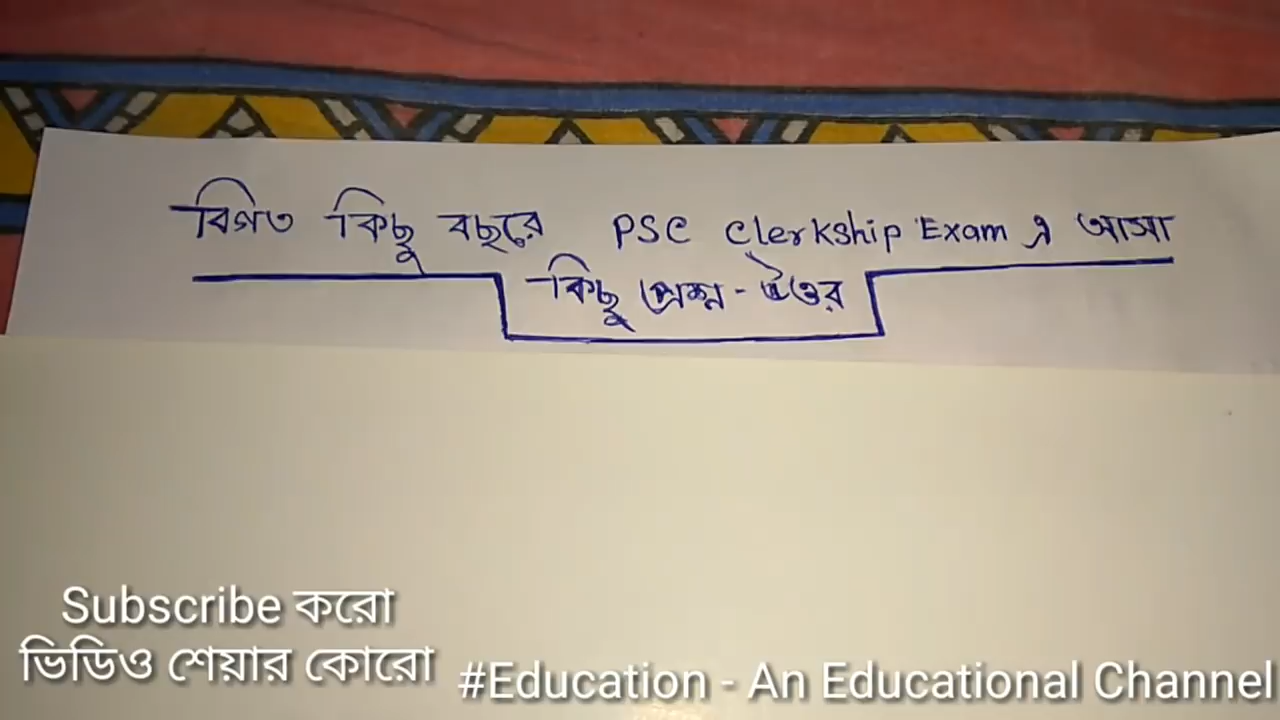 বিগত কিছু বছরে PSC Clerkship Exam এ আসা
কিছু প্রশ্ন - উত্তর
Subscribe করো
ভিডিও শেয়ার কোরো
#Education - An Educational Channel